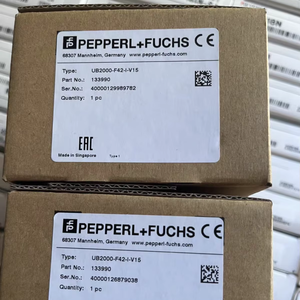 PEPPERL+FUCHS CE
68307 Mannheim, Germany www.pepperl-fuchs.com
Type: UB2000-F42-I-V15
Part No.: 133990
Ser.No.: 40000129989782
Quantity: 1 pc
EAC
Made in Singapore
PEPPERL+FUCHS CE
68307 Mannheim, Germany www.pepperl-fuchs.com
Type: UB2000-F42-I-V15
Part No.: 133990
Ser.No.: 40000126879038
Quantity: 1 pc